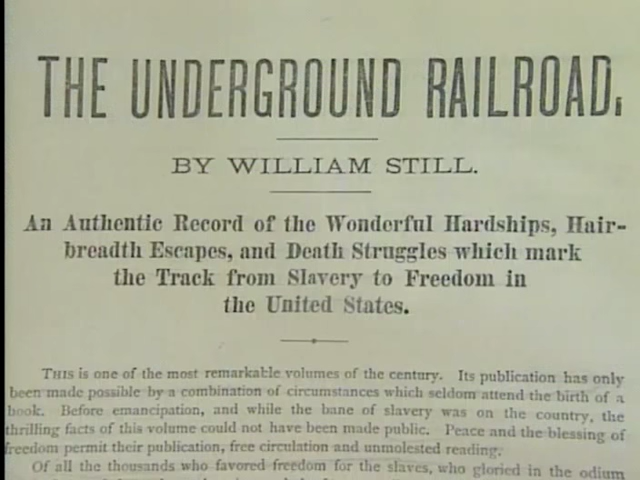 THE UNDERGROUND RAILROAD.
BY WILLIAM STILL.
An Authentic Record of the Wonderful Hardships, Hair-
breadth Escapes, and Death Struggles which mark
the Track from Slavery to Freedom in
the United States.
THIS is one of the most remarkable volumes of the century. Its publication has only
been made possible by a combination of circumstances which seldom attend the birth of a
book. Before emancipation, and while the bane of slavery was on the country, the
thrilling facts of this volume could not have been made public. Peace and the blessing of
freedom permit their publication, free circulation and unmolested reading.
Of all the thousands who favored freedom for the slaves, who gloried in the odium